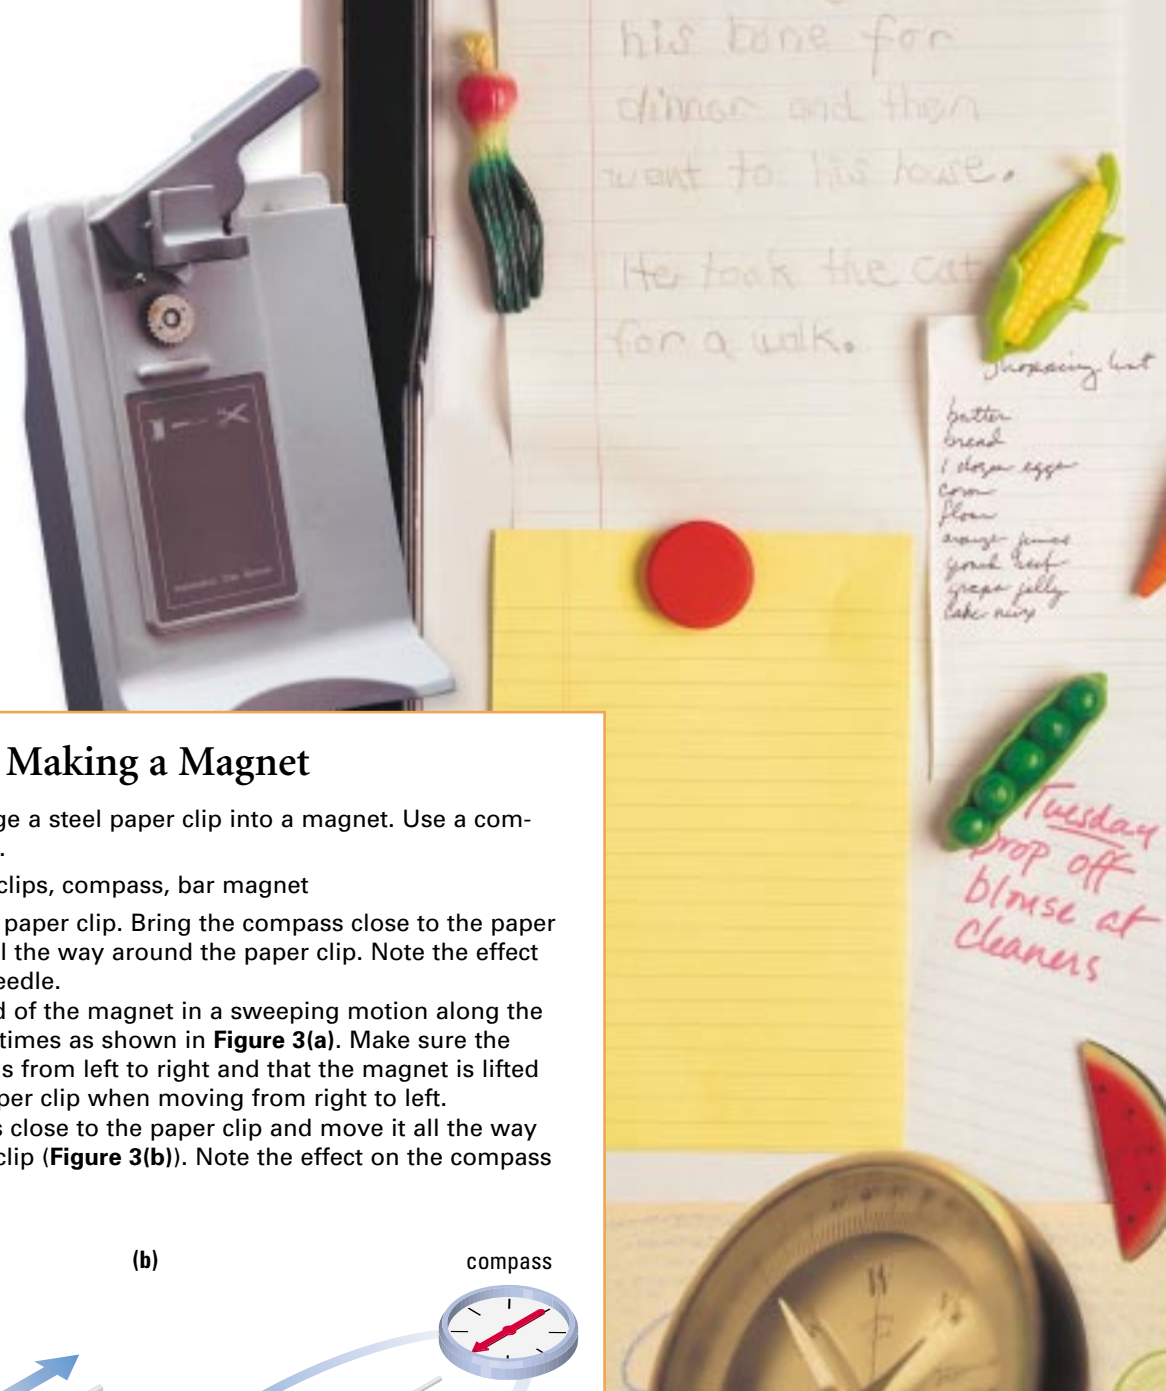 his bone for
dinner and then
went to his house.
He took the cat
for a walk.
Shopping list
butter
bread
1 dozen eggs
corn
flour
orange juice
grape jelly
cake mix
Tuesday
Drop off
blouse at
cleaners
Making a Magnet
ge a steel paper clip into a magnet. Use a com-
.
clips, compass, bar magnet
paper clip. Bring the compass close to the paper
l the way around the paper clip. Note the effect
eedle.
d of the magnet in a sweeping motion along the
times as shown in Figure 3(a). Make sure the
s from left to right and that the magnet is lifted
per clip when moving from right to left.
s close to the paper clip and move it all the way
clip (Figure 3(b)). Note the effect on the compass
(b)
compass